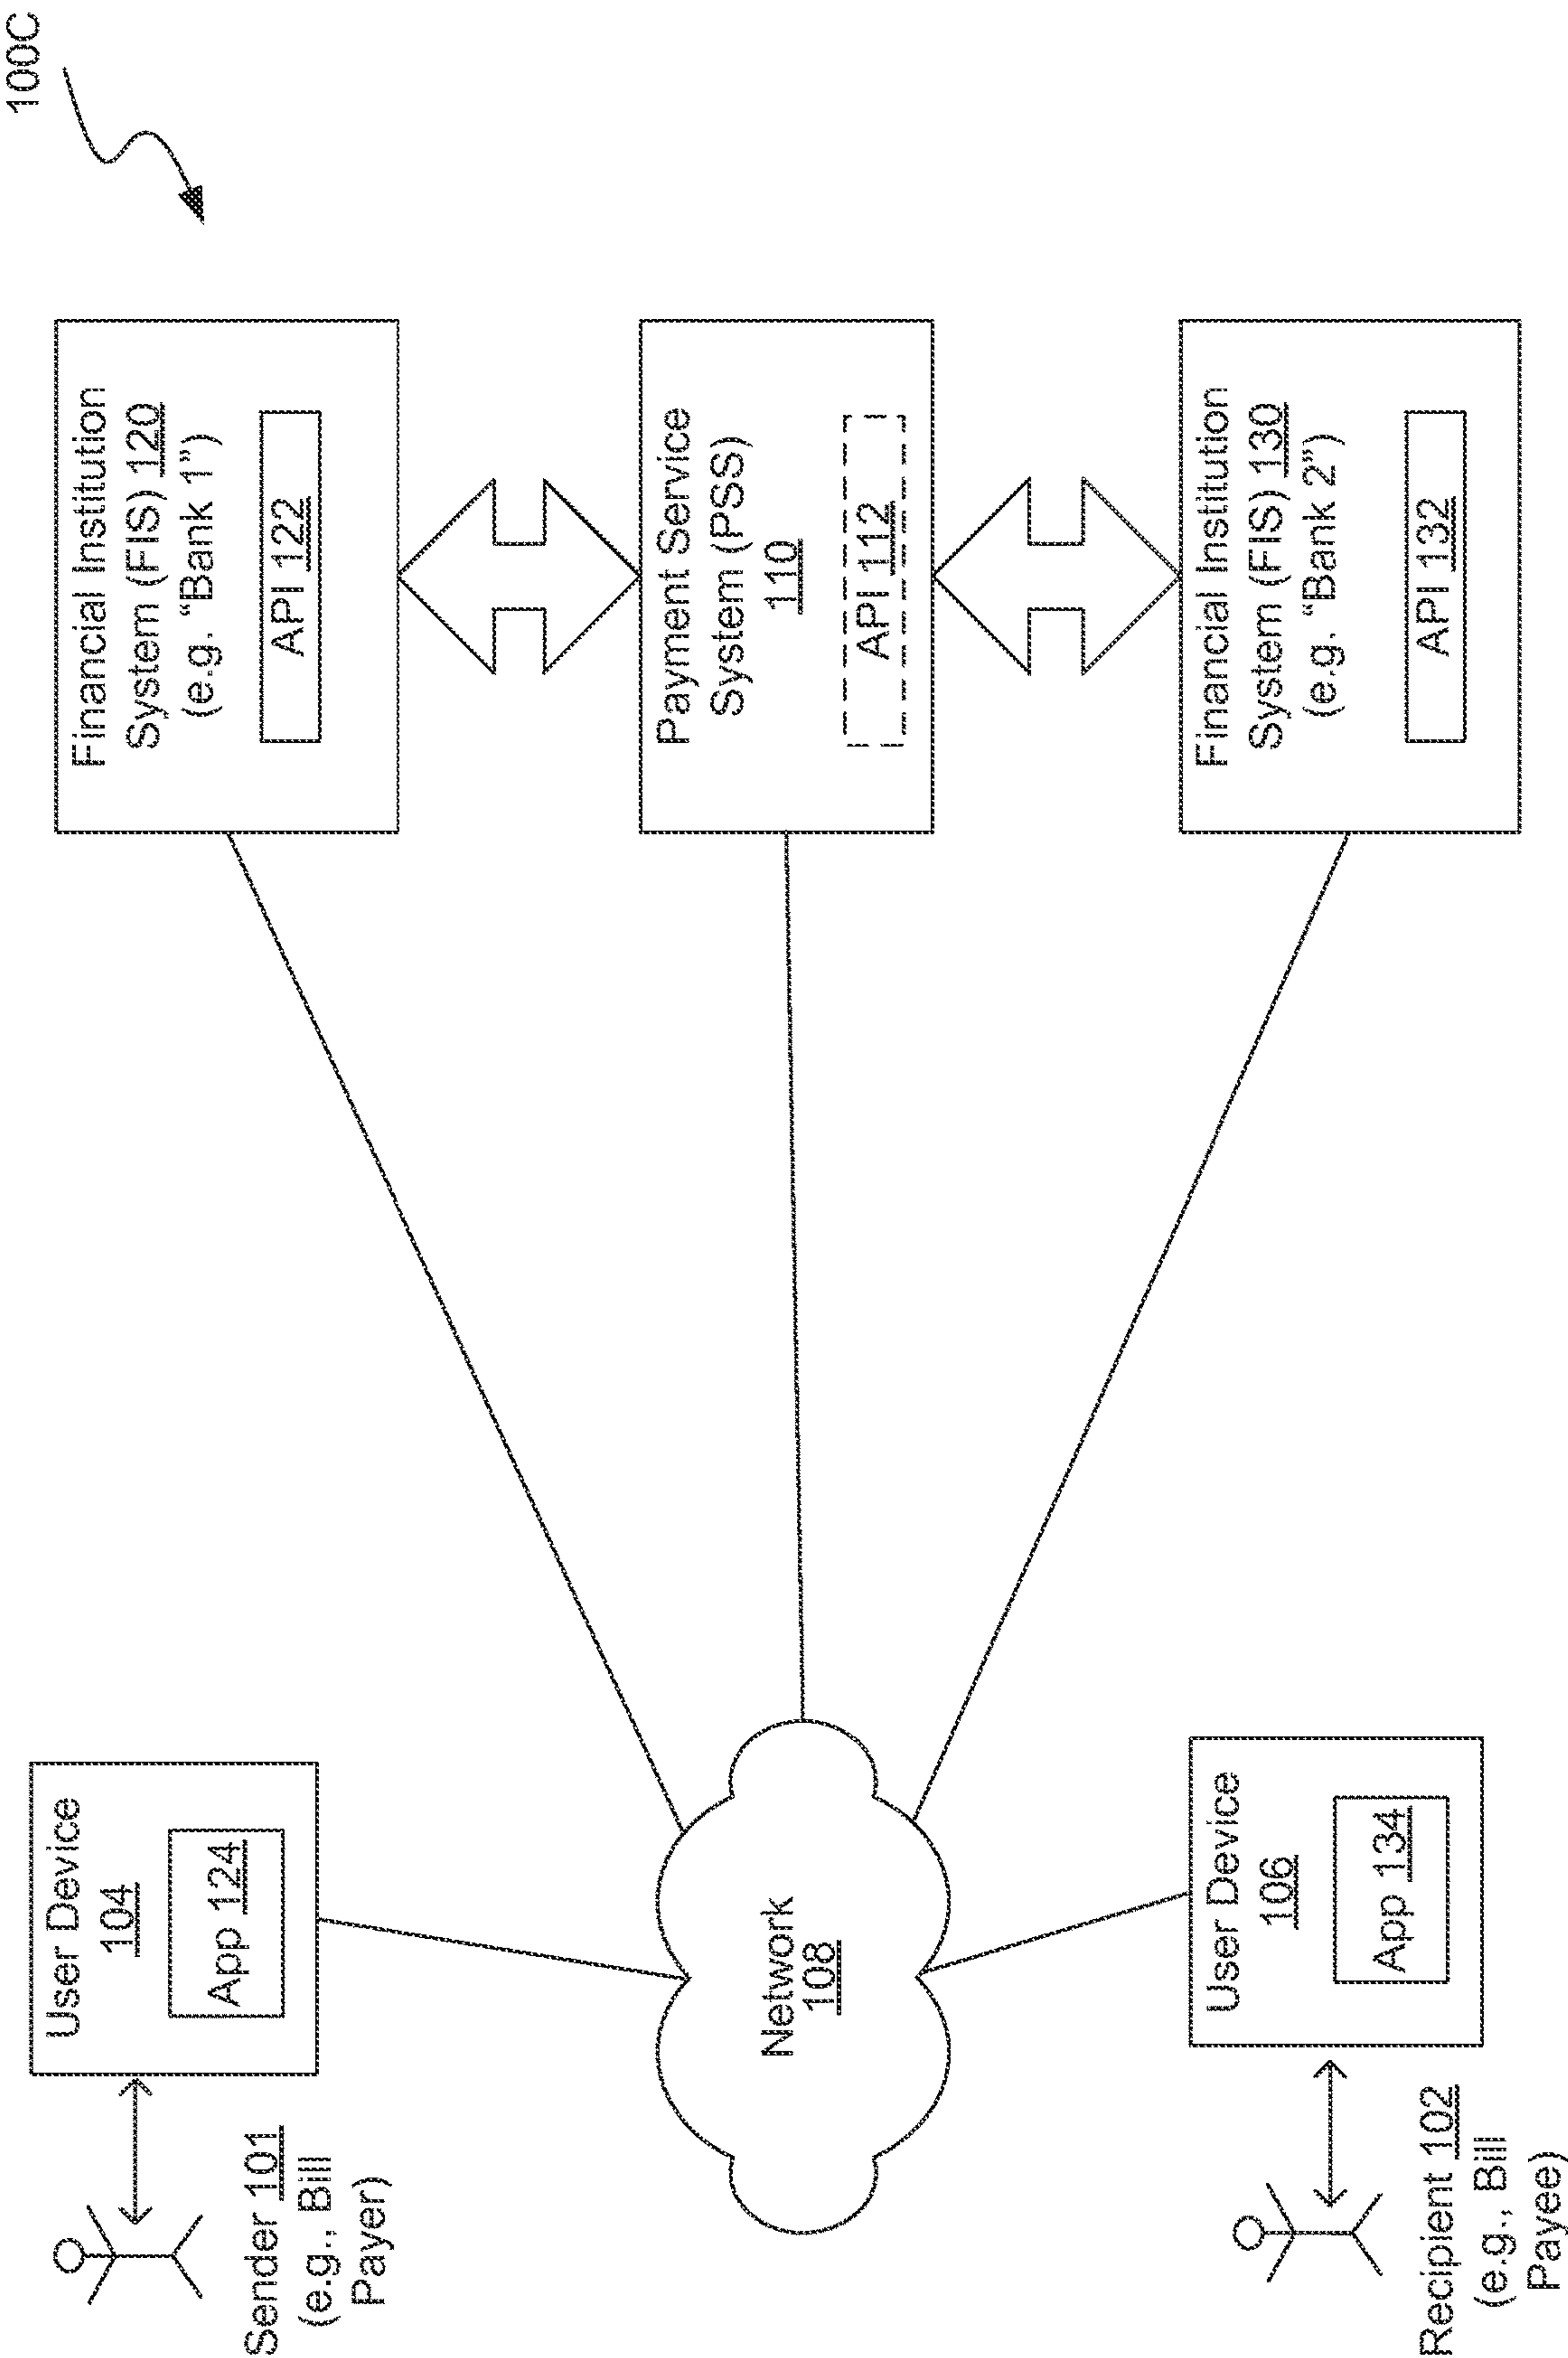 100C
User Device
104
App 124
Sender 101
(e.g., Bill
Payer)
Financial Institution
System (FIS) 120
(e.g. “Bank 1”)
API 122
Network
108
Payment Service
System (PSS)
110
API 112
User Device
106
App 134
Recipient 102
(e.g., Bill
Payee)
Financial Institution
System (FIS) 130
(e.g. “Bank 2”)
API 132